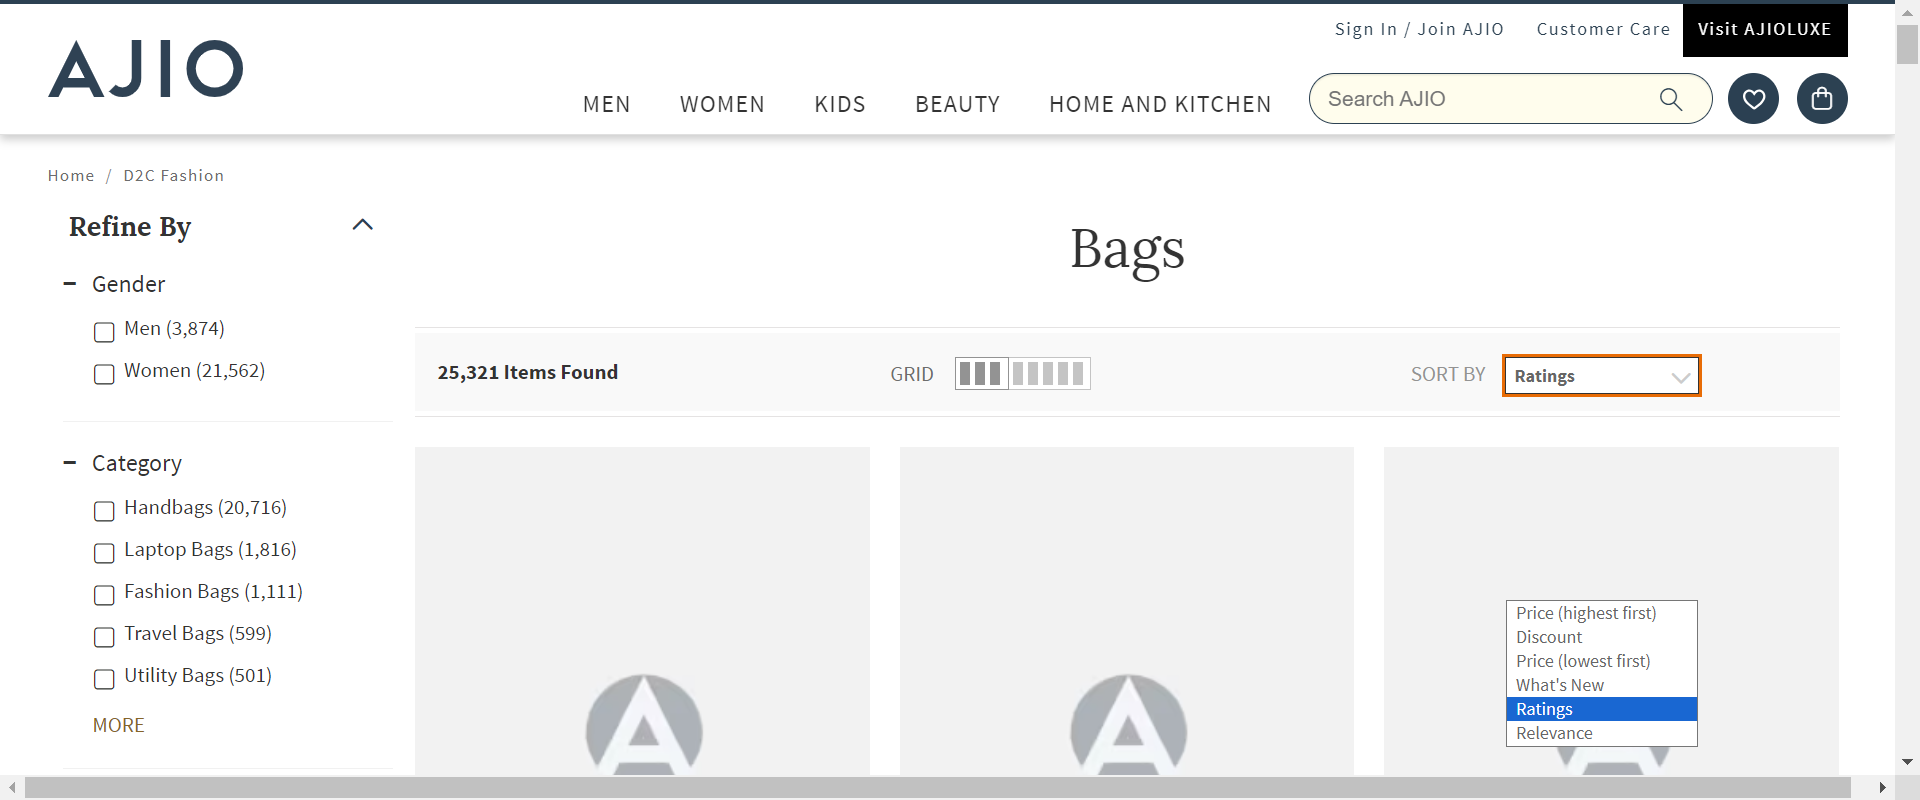 Sign In / Join AJIO
Customer Care
Visit AJIOLUXE
AJIO
MEN
WOMEN
KIDS
BEAUTY
HOME AND KITCHEN
Search AJIO
Home / D2C Fashion
Refine By
Bags
Gender
Men (3,874)
Women (21,562)
25,321 Items Found
GRID
SORT BY
Ratings
Category
Handbags (20,716)
Laptop Bags (1,816)
Fashion Bags (1,111)
Travel Bags (599)
Utility Bags (501)
MORE
Price (highest first)
Discount
Price (lowest first)
What's New
Ratings
Relevance